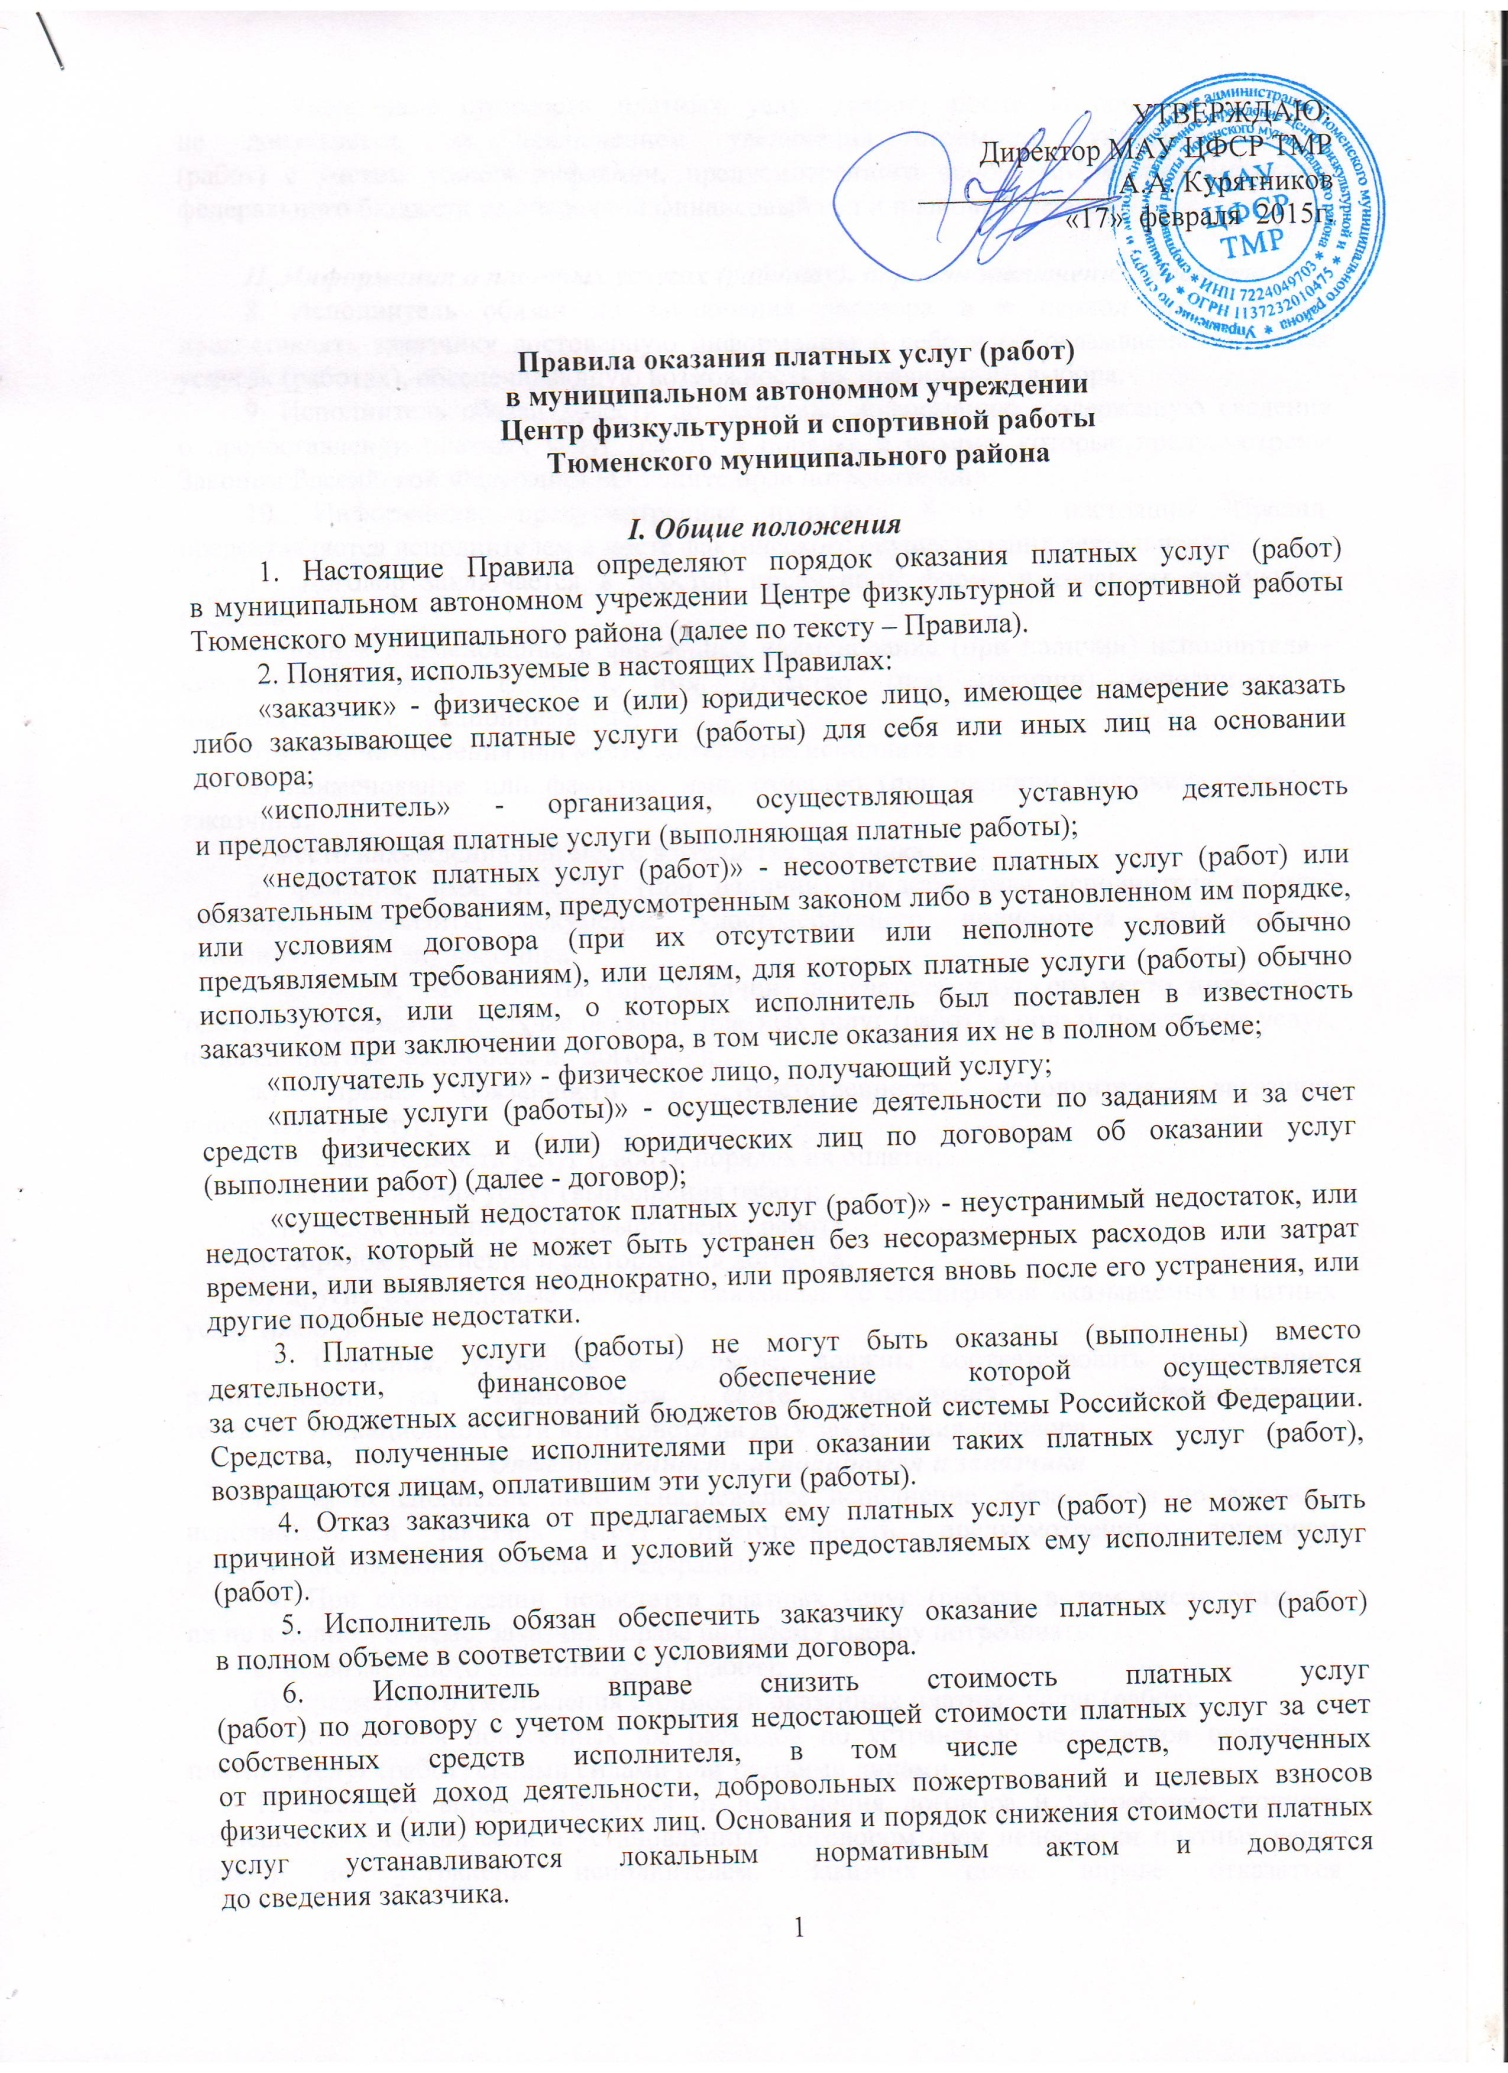 УТВЕРЖДАЮ:
Директор МАУ ЦФСР ТМР
А.А. Курятников
«17» февраля 2015г.
МАУ
ЦФСР
ТМР
* ИНН 7224049703 *
* ОГРН 1137232010475 *
Правила оказания платных услуг (работ)
в муниципальном автономном учреждении
Центр физкультурной и спортивной работы
Тюменского муниципального района
I. Общие положения
1. Настоящие Правила определяют порядок оказания платных услуг (работ)
в муниципальном автономном учреждении Центре физкультурной и спортивной работы
Тюменского муниципального района (далее по тексту – Правила).
2. Понятия, используемые в настоящих Правилах:
«заказчик» - физическое и (или) юридическое лицо, имеющее намерение заказать
либо заказывающее платные услуги (работы) для себя или иных лиц на основании
договора;
«исполнитель» - организация, осуществляющая уставную деятельность
и предоставляющая платные услуги (выполняющая платные работы);
«недостаток платных услуг (работ)» - несоответствие платных услуг (работ) или
обязательным требованиям, предусмотренным законом либо в установленном им порядке,
или условиям договора (при их отсутствии или неполноте условий обычно
предъявляемым требованиям), или целям, для которых платные услуги (работы) обычно
используются, или целям, о которых исполнитель был поставлен в известность
заказчиком при заключении договора, в том числе оказания их не в полном объеме;
«получатель услуги» - физическое лицо, получающий услугу;
«платные услуги (работы)» - осуществление деятельности по заданиям и за счет
средств физических и (или) юридических лиц по договорам об оказании услуг
(выполнении работ) (далее - договор);
«существенный недостаток платных услуг (работ)» - неустранимый недостаток, или
недостаток, который не может быть устранен без несоразмерных расходов или затрат
времени, или выявляется неоднократно, или проявляется вновь после его устранения, или
другие подобные недостатки.
3. Платные услуги (работы) не могут быть оказаны (выполнены) вместо
деятельности, финансовое обеспечение которой осуществляется
за счет бюджетных ассигнований бюджетов бюджетной системы Российской Федерации.
Средства, полученные исполнителями при оказании таких платных услуг (работ),
возвращаются лицам, оплатившим эти услуги (работы).
4. Отказ заказчика от предлагаемых ему платных услуг (работ) не может быть
причиной изменения объема и условий уже предоставляемых ему исполнителем услуг
(работ).
5. Исполнитель обязан обеспечить заказчику оказание платных услуг (работ)
в полном объеме в соответствии с условиями договора.
6. Исполнитель вправе снизить стоимость платных услуг
(работ) по договору с учетом покрытия недостающей стоимости платных услуг за счет
собственных средств исполнителя, в том числе средств, полученных
от приносящей доход деятельности, добровольных пожертвований и целевых взносов
физических и (или) юридических лиц. Основания и порядок снижения стоимости платных
услуг устанавливаются локальным нормативным актом и доводятся
до сведения заказчика.
1